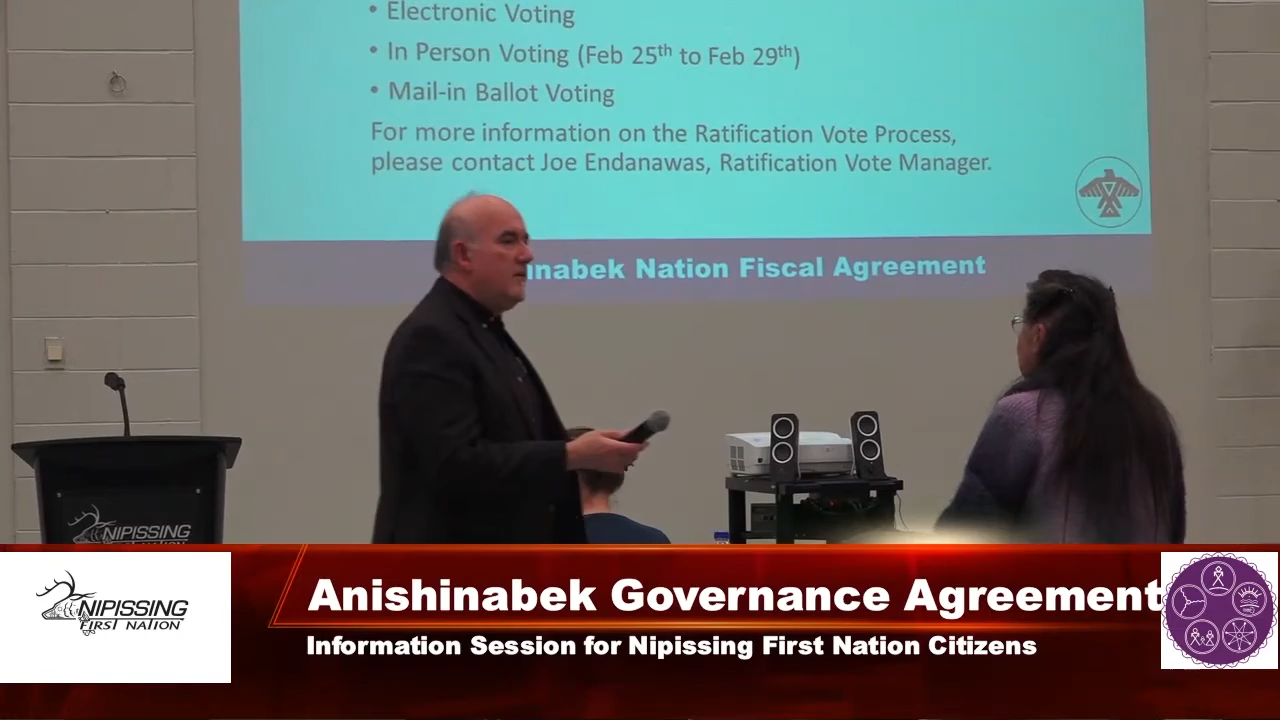 • Electronic Voting
• In Person Voting (Feb 25th to Feb 29th)
• Mail-in Ballot Voting
For more information on the Ratification Vote Process,
please contact Joe Endanawas, Ratification Vote Manager.
Nation Fiscal Agreement
NIPISSING
FIRST NATION
NIPISSING
FIRST NATION
Anishinabek Governance Agreement
Information Session for Nipissing First Nation Citizens